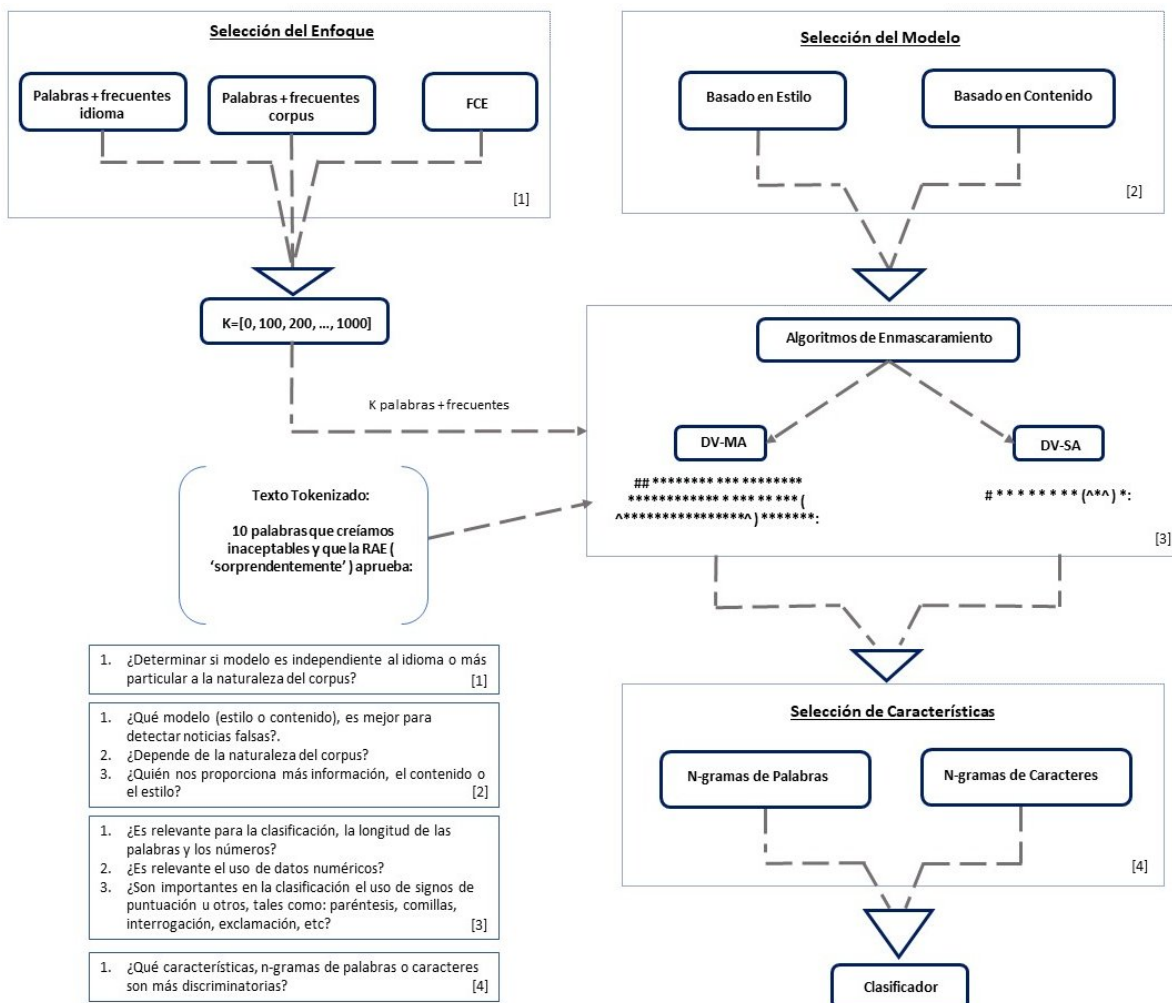 Selección del Enfoque
Palabras + frecuentes
idioma
Palabras + frecuentes
corpus
FCE
[1]
Selección del Modelo
Basado en Estilo
Basado en Contenido
[2]
K=[0, 100, 200, ..., 1000]
K palabras + frecuentes
Algoritmos de Enmascaramiento
DV-MA
DV-SA
## ******** *** ********
************ * *** ** *** (
^****************^ ) *******:
# * * * * * * * * (^*^ ) *:
[3]
Texto Tokenizado:
10 palabras que creíamos
inaceptables y que la RAE (
‘sorprendentemente’ ) aprueba:
1. ¿Determinar si modelo es independiente al idioma o más
particular a la naturaleza del corpus? [1]
1. ¿Qué modelo (estilo o contenido), es mejor para
detectar noticias falsas?.
2. ¿Depende de la naturaleza del corpus?
3. ¿Quién nos proporciona más información, el contenido o
el estilo? [2]
1. ¿Es relevante para la clasificación, la longitud de las
palabras y los números?
2. ¿Es relevante el uso de datos numéricos?
3. ¿Son importantes en la clasificación el uso de signos de
puntuación u otros, tales como: paréntesis, comillas,
interrogación, exclamación, etc? [3]
1. ¿Qué características, n-gramas de palabras o caracteres
son más discriminatorias? [4]
Selección de Características
N-gramas de Palabras
N-gramas de Caracteres
[4]
Clasificador